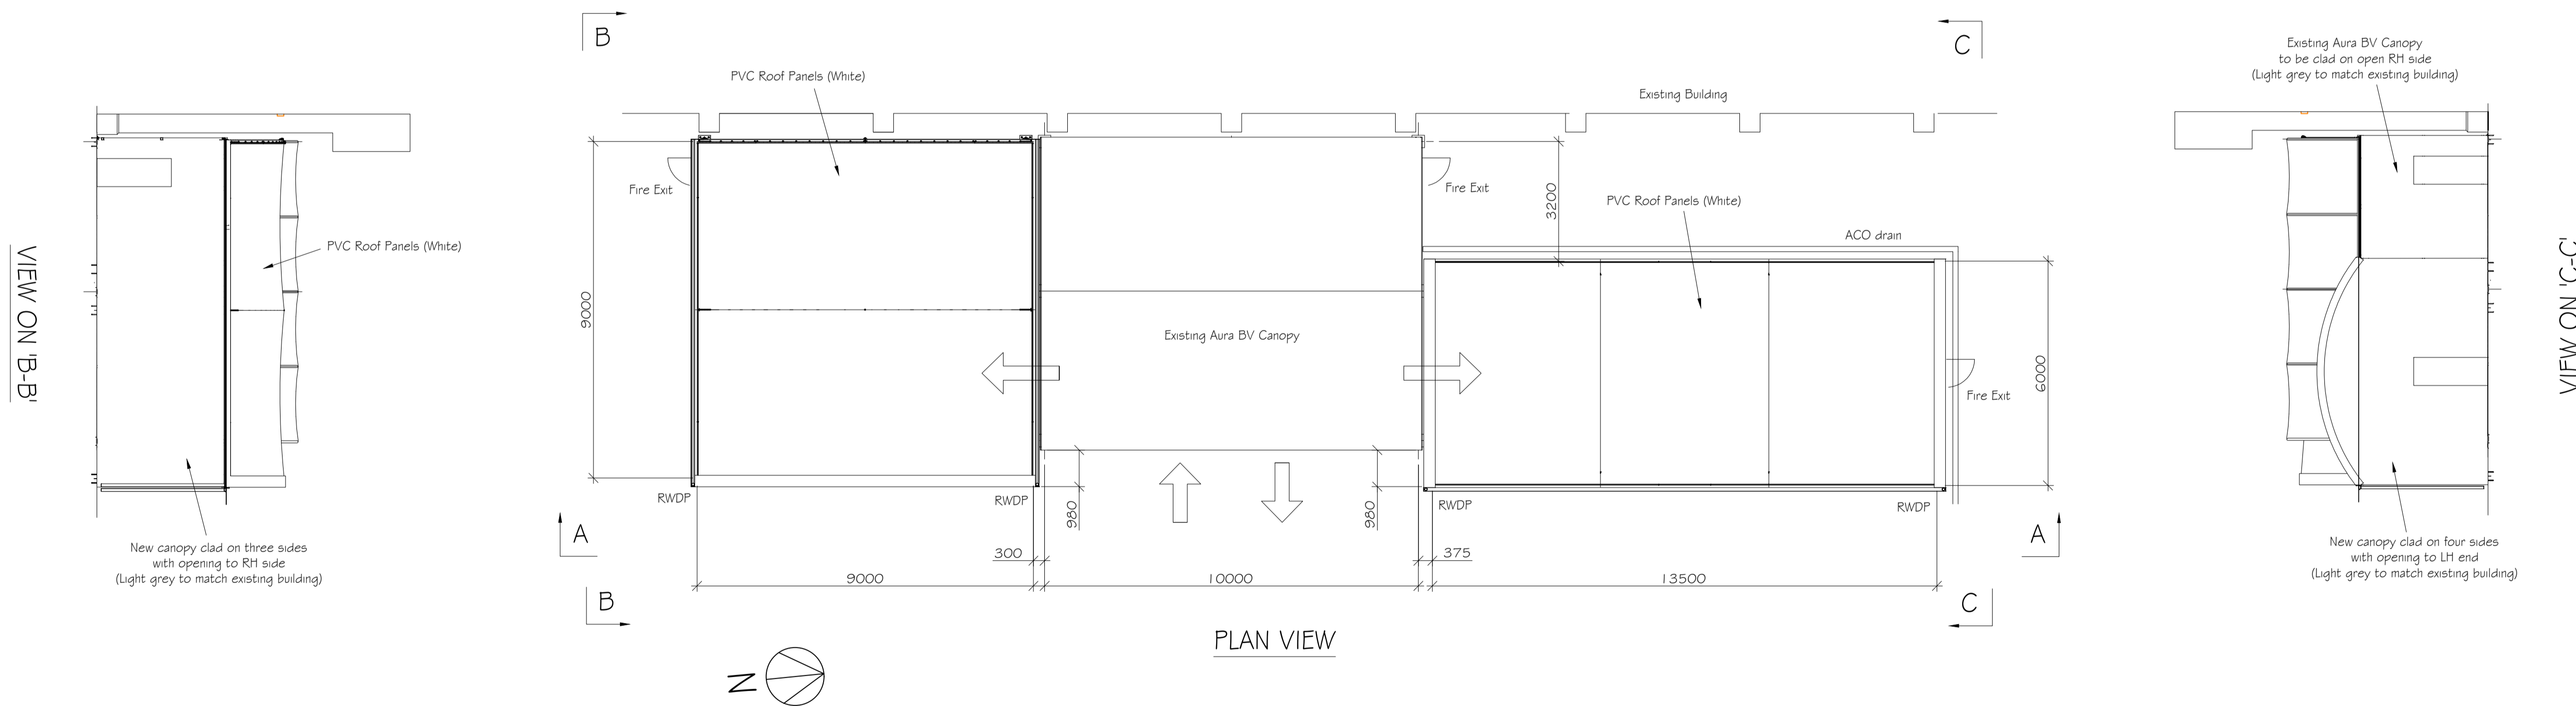 B
C
Existing Aura BV Canopy
to be clad on open RH side
(Light grey to match existing building)
PVC Roof Panels (White)
Existing Building
Fire Exit
Fire Exit
3200
PVC Roof Panels (White)
ACO drain
VIEW ON 'B-B'
PVC Roof Panels (White)
9000
Existing Aura BV Canopy
6000
Fire Exit
VIEW ON 'C-C'
RWDP
RWDP
980
980
RWDP
RWDP
A
A
New canopy clad on three sides
with opening to RH side
(Light grey to match existing building)
New canopy clad on four sides
with opening to LH end
(Light grey to match existing building)
300
375
9000
10000
13500
B
C
PLAN VIEW
N